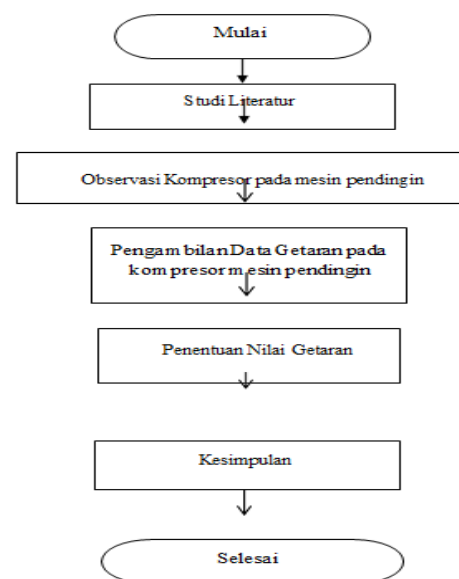 Mulai
Studi Literatur
Observasi Kompresor pada mesin pendingin
Pengambilan Data Getaran pada
kompresor mesin pendingin
Penentuan Nilai Getaran
Kesimpulan
Selesai